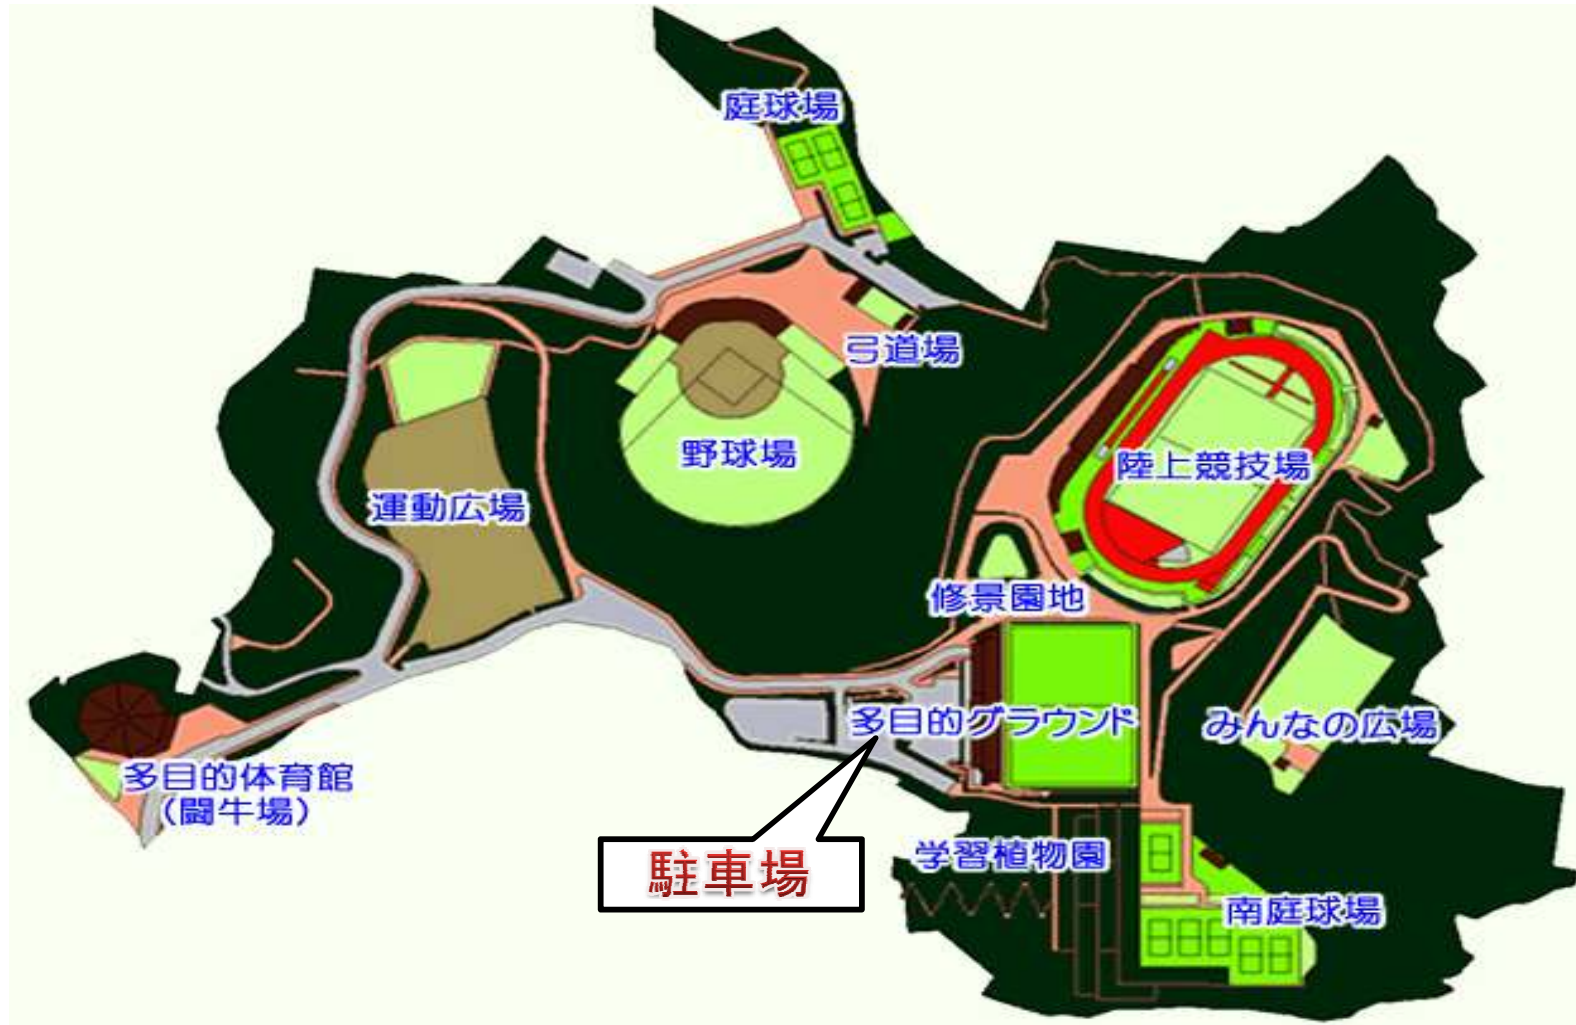 庭球場
弓道場
野球場
陸上競技場
運動広場
修景園地
多目的グラウンド
みんなの広場
多目的体育館
(闘牛場)
駐車場
学習植物園
南庭球場